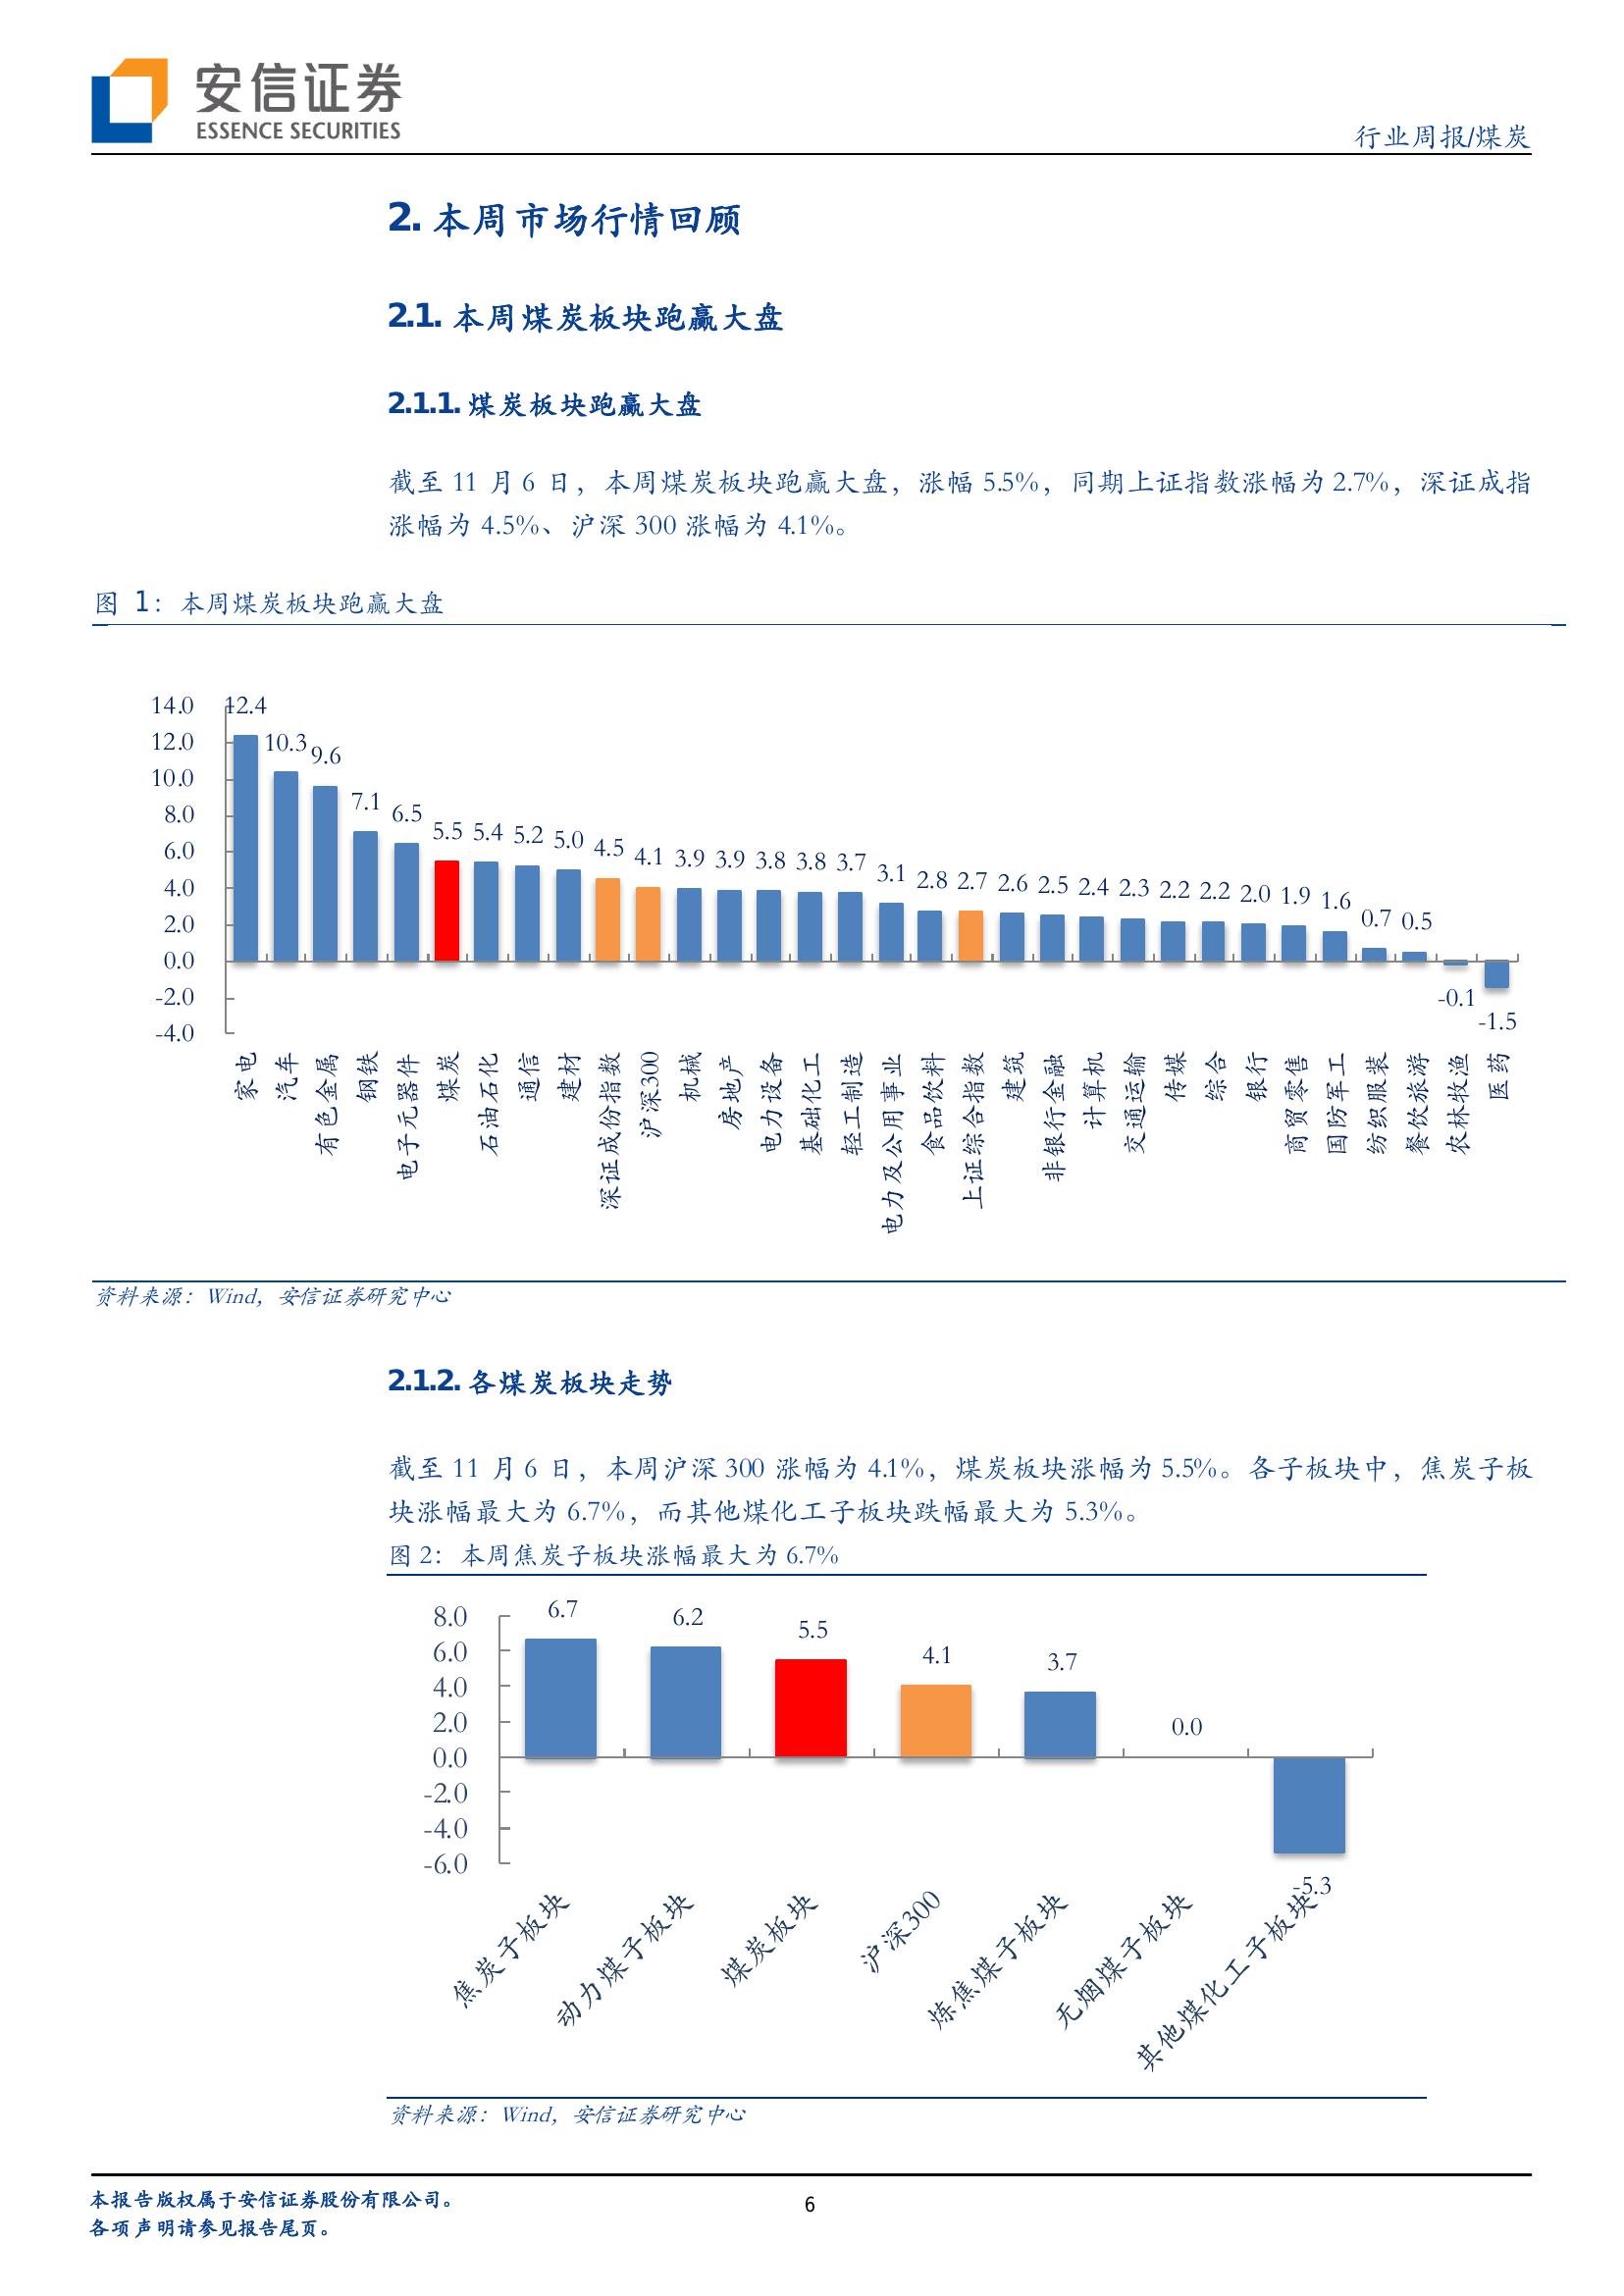 安信证券
ESSENCE SECURITIES
行业周报/煤炭
2. 本周市场行情回顾
2.1. 本周煤炭板块跑赢大盘
2.1.1. 煤炭板块跑赢大盘
截至 11 月 6 日，本周煤炭板块跑赢大盘，涨幅 5.5%，同期上证指数涨幅为 2.7%，深证成指
涨幅为 4.5%、沪深 300 涨幅为 4.1%。
图 1：本周煤炭板块跑赢大盘
14.0
12.0
10.0
8.0
6.0
4.0
2.0
0.0
-2.0
-4.0
12.4
10.3
9.6
7.1
6.5
5.5
5.4
5.2
5.0
4.5
4.1
3.9
3.9
3.8
3.8
3.7
3.1
2.8
2.7
2.6
2.5
2.4
2.3
2.2
2.2
2.0
1.9
1.6
0.7
0.5
-0.1
-1.5
家电
汽车
有色金属
钢铁
电子元器件
煤炭
石油石化
通信
建材
深证成份指数
沪深300
机械
房地产
电力设备
基础化工
轻工制造
电力及公用事业
食品饮料
上证综合指数
建筑
非银行金融
计算机
交通运输
传媒
综合
银行
商贸零售
国防军工
纺织服装
餐饮旅游
农林牧渔
医药
资料来源：Wind，安信证券研究中心
2.1.2. 各煤炭板块走势
截至 11 月 6 日，本周沪深 300 涨幅为 4.1%，煤炭板块涨幅为 5.5%。各子板块中，焦炭子板
块涨幅最大为 6.7%，而其他煤化工子板块跌幅最大为 5.3%。
图 2：本周焦炭子板块涨幅最大为 6.7%
8.0
6.0
4.0
2.0
0.0
-2.0
-4.0
-6.0
6.7
6.2
5.5
4.1
3.7
0.0
-5.3
焦炭子板块
动力煤子板块
煤炭板块
沪深300
炼焦煤子板块
无烟煤子板块
其他煤化工子板块
资料来源：Wind，安信证券研究中心
本报告版权属于安信证券股份有限公司。
各项声明请参见报告尾页。
6